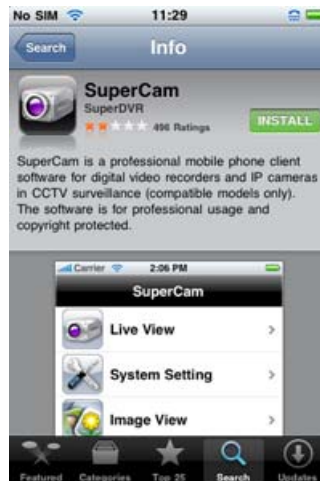 No SIM 11:29
Search Info
SuperCam
SuperDVR
496 Ratings
INSTALL
SuperCam is a professional mobile phone client
software for digital video recorders and IP cameras
in CCTV surveillance (compatible models only).
The software is for professional usage and
copyright protected.
Carrier 2:06 PM
SuperCam
Live View
System Setting
Image View
Featured Categories Top 25 Search Updates